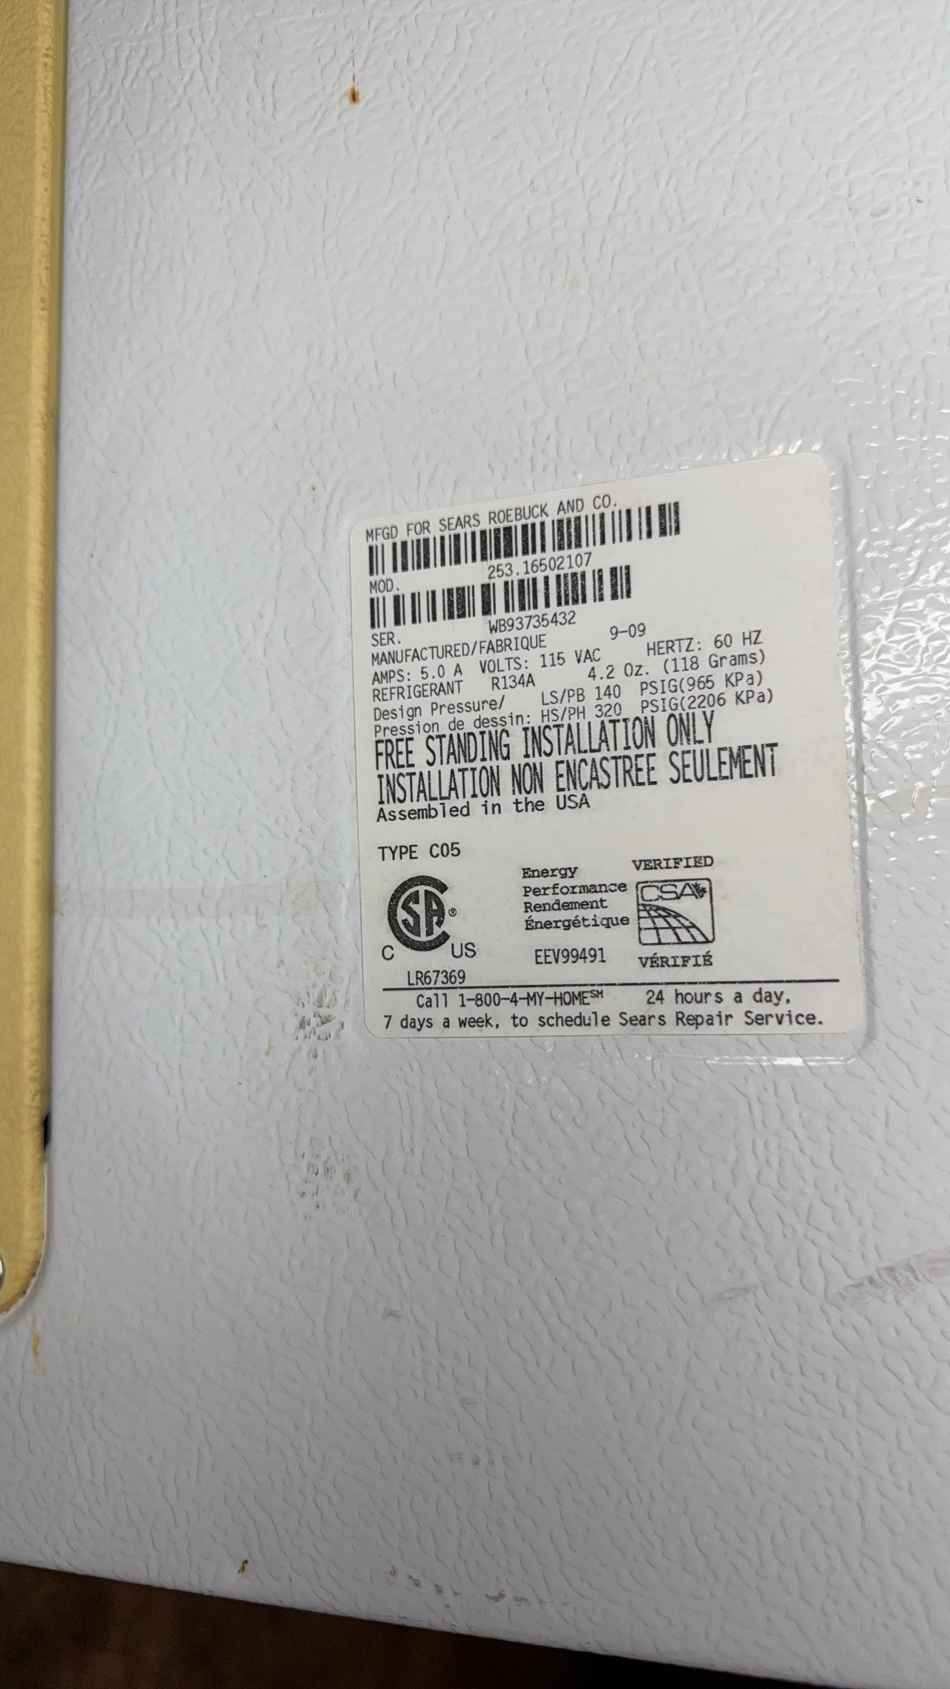 MFGD FOR SEARS ROEBUCK AND CO.
MOD. 253.16502107
SER. WB93735432
MANUFACTURED/FABRIQUE 9-09
AMPS: 5.0 A VOLTS: 115 VAC HERTZ: 60 HZ
REFRIGERANT R134A 4.2 Oz. (118 Grams)
Design Pressure/ LS/PB 140 PSIG(965 KPa)
Pression de dessin: HS/PH 320 PSIG(2206 KPa)
FREE STANDING INSTALLATION ONLY
INSTALLATION NON ENCASTREE SEULEMENT
Assembled in the USA
TYPE C05
SA®
C US
LR67369
Energy
Performance
Rendement
Énergétique
EEV99491
VERIFIED
CSA
VÉRIFIÉ
Call 1-800-4-MY-HOME℠ 24 hours a day,
7 days a week, to schedule Sears Repair Service.